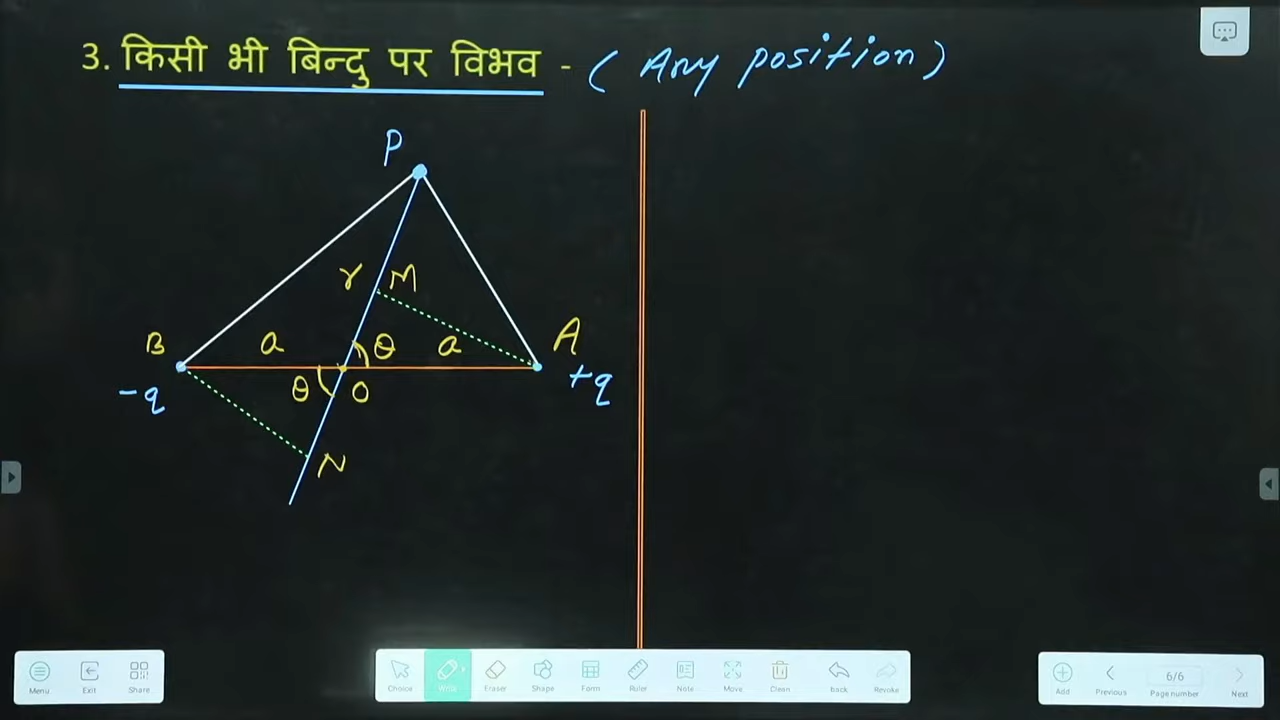 3. किसी भी बिन्दु पर विभव - ( Any position )
P
r M
B a θ a A
-q θ O +q
N
Menu Exit Share Choice Write Eraser Shape Form Ruler Note Move Clean back Revoke Add Previous 6/6 Page number Next